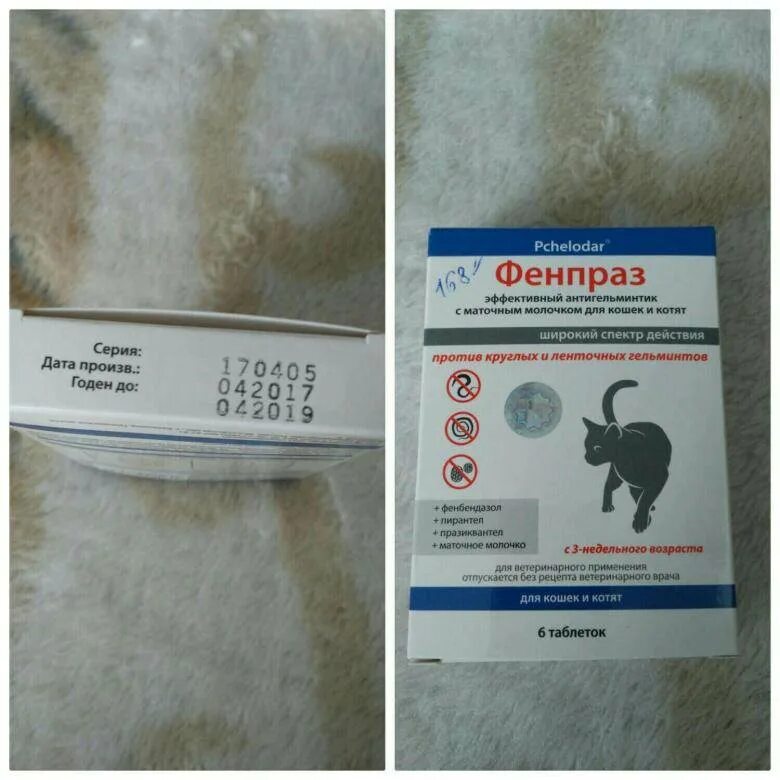 Серия:
Дата произв.:
Годен до:
170405
042017
042019
Pchelodar®
168
Фенпраз
эффективный антигельминтик
с маточным молочком для кошек и котят
широкий спектр действия
против круглых и ленточных гельминтов
+ фенбендазол
+ пирантел
+ празиквантел
+ маточное молочко
с 3-недельного возраста
для ветеринарного применения
отпускается без рецепта ветеринарного врача
для кошек и котят
6 таблеток